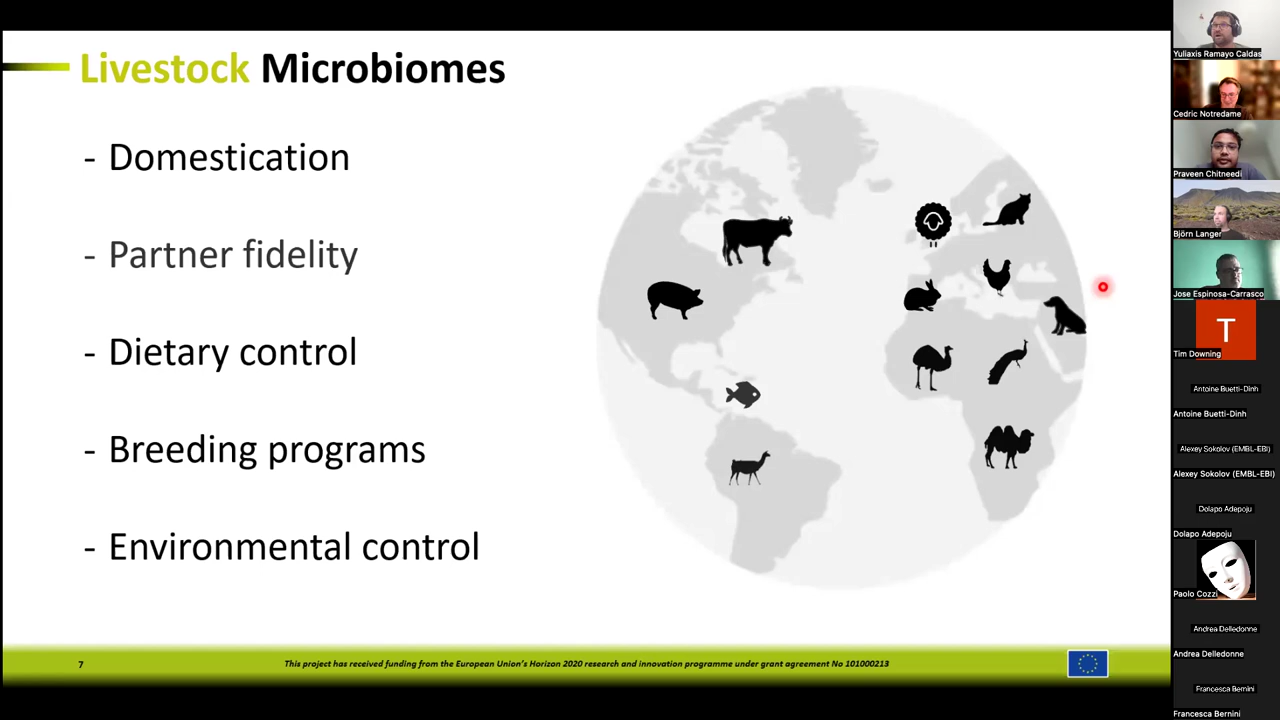 Livestock Microbiomes
- Domestication
- Partner fidelity
- Dietary control
- Breeding programs
- Environmental control
7
This project has received funding from the European Union's Horizon 2020 research and innovation programme under grant agreement No 101000213
Yuliaxis Ramayo Caldas
Cedric Notredame
Praveen Chitneedi
Björn Langer
Jose Espinosa-Carrasco
T
Tim Downing
Antoine Buetti-Dinh
Antoine Buetti-Dinh
Alexey Sokolov (EMBL-EBI)
Alexey Sokolov (EMBL-EBI)
Dolapo Adepoju
Dolapo Adepoju
Paolo Cozzi
Andrea Delledonne
Andrea Delledonne
Francesca Bernini
Francesca Bernini